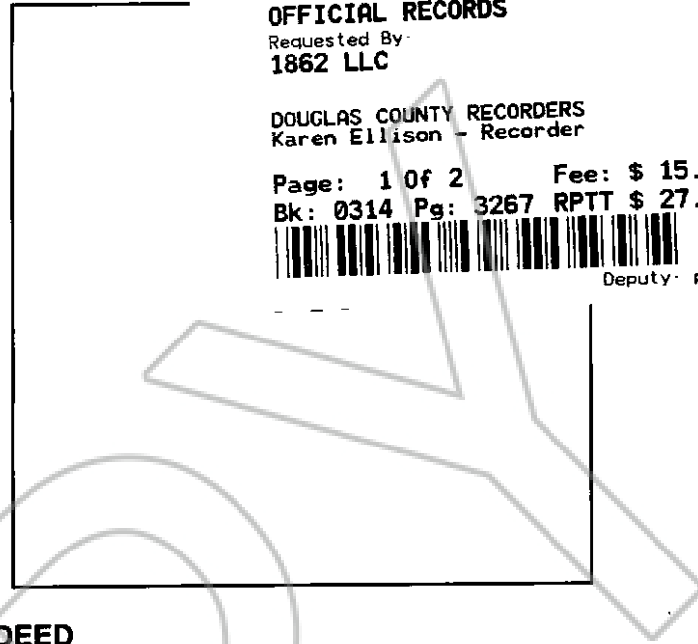 OFFICIAL RECORDS
Requested By
1862 LLC
DOUGLAS COUNTY RECORDERS
Karen Ellison - Recorder
Page: 1 Of 2 Fee: $ 15.
Bk: 0314 Pg: 3267 RPTT $ 27.
Deputy
DEED